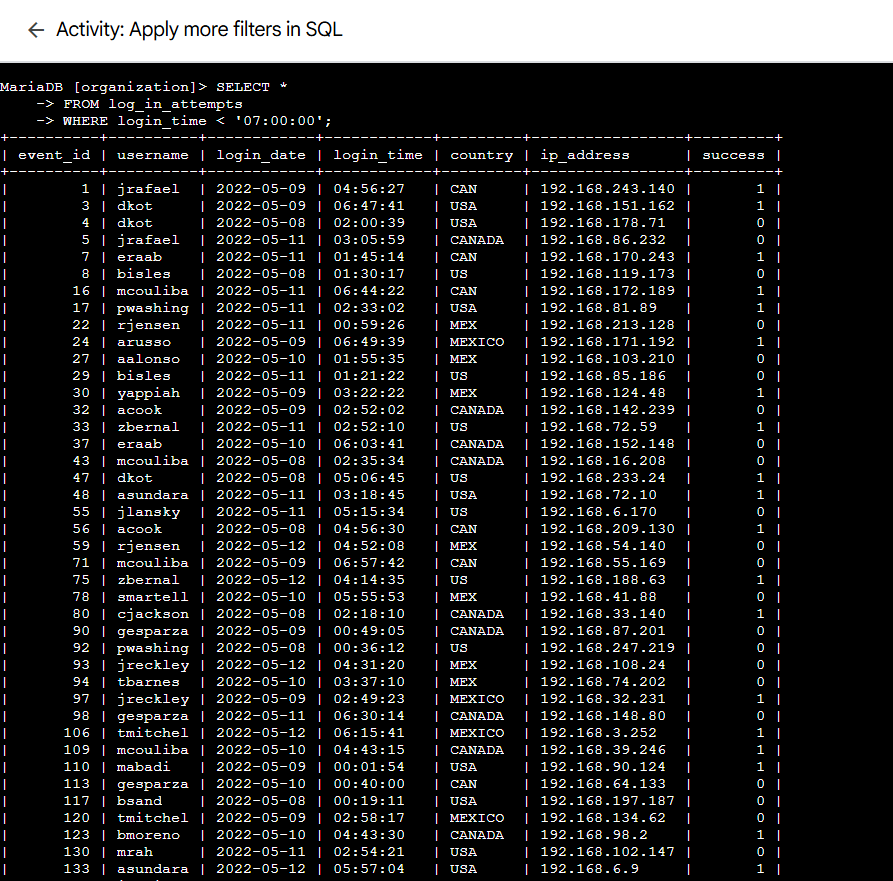 ← Activity: Apply more filters in SQL
MariaDB [organization]> SELECT *
    -> FROM log_in_attempts
    -> WHERE login_time < '07:00:00';
+----------+----------+------------+------------+---------+-----------------+---------+
| event_id | username | login_date | login_time | country | ip_address      | success |
+----------+----------+------------+------------+---------+-----------------+---------+
|        1 | jrafael  | 2022-05-09 | 04:56:27   | CAN     | 192.168.243.140 |       1 |
|        3 | dkot     | 2022-05-09 | 06:47:41   | USA     | 192.168.151.162 |       1 |
|        4 | dkot     | 2022-05-08 | 02:00:39   | USA     | 192.168.178.71  |       0 |
|        5 | jrafael  | 2022-05-11 | 03:05:59   | CANADA  | 192.168.86.232  |       0 |
|        7 | eraab    | 2022-05-11 | 01:45:14   | CAN     | 192.168.170.243 |       1 |
|        8 | bisles   | 2022-05-08 | 01:30:17   | US      | 192.168.119.173 |       0 |
|       16 | mcouliba | 2022-05-11 | 06:44:22   | CAN     | 192.168.172.189 |       1 |
|       17 | pwashing | 2022-05-11 | 02:33:02   | USA     | 192.168.81.89   |       1 |
|       22 | rjensen  | 2022-05-11 | 00:59:26   | MEX     | 192.168.213.128 |       0 |
|       24 | arusso   | 2022-05-09 | 06:49:39   | MEXICO  | 192.168.171.192 |       1 |
|       27 | aalonso  | 2022-05-10 | 01:55:35   | MEX     | 192.168.103.210 |       0 |
|       29 | bisles   | 2022-05-11 | 01:21:22   | US      | 192.168.85.186  |       0 |
|       30 | yappiah  | 2022-05-09 | 03:22:22   | MEX     | 192.168.124.48  |       1 |
|       32 | acook    | 2022-05-09 | 02:52:02   | CANADA  | 192.168.142.239 |       0 |
|       33 | zbernal  | 2022-05-11 | 02:52:10   | US      | 192.168.72.59   |       1 |
|       37 | eraab    | 2022-05-10 | 06:03:41   | CANADA  | 192.168.152.148 |       0 |
|       43 | mcouliba | 2022-05-08 | 02:35:34   | CANADA  | 192.168.16.208  |       0 |
|       47 | dkot     | 2022-05-08 | 05:06:45   | US      | 192.168.233.24  |       1 |
|       48 | asundara | 2022-05-11 | 03:18:45   | USA     | 192.168.72.10   |       1 |
|       55 | jlansky  | 2022-05-11 | 05:15:34   | US      | 192.168.6.170   |       0 |
|       56 | acook    | 2022-05-08 | 04:56:30   | CAN     | 192.168.209.130 |       1 |
|       59 | rjensen  | 2022-05-12 | 04:52:08   | MEX     | 192.168.54.140  |       0 |
|       71 | mcouliba | 2022-05-09 | 06:57:42   | CAN     | 192.168.55.169  |       0 |
|       75 | zbernal  | 2022-05-12 | 04:14:35   | US      | 192.168.188.63  |       1 |
|       78 | smartell | 2022-05-10 | 05:55:53   | MEX     | 192.168.41.88   |       0 |
|       80 | cjackson | 2022-05-08 | 02:18:10   | CANADA  | 192.168.33.140  |       1 |
|       90 | gesparza | 2022-05-09 | 00:49:05   | CANADA  | 192.168.87.201  |       0 |
|       92 | pwashing | 2022-05-08 | 00:36:12   | US      | 192.168.247.219 |       0 |
|       93 | jreckley | 2022-05-12 | 04:31:20   | MEX     | 192.168.108.24  |       0 |
|       94 | tbarnes  | 2022-05-10 | 03:37:10   | MEX     | 192.168.74.202  |       0 |
|       97 | jreckley | 2022-05-09 | 02:49:23   | MEXICO  | 192.168.32.231  |       1 |
|       98 | gesparza | 2022-05-11 | 06:30:14   | CANADA  | 192.168.148.80  |       0 |
|      106 | tmitchel | 2022-05-12 | 06:15:41   | MEXICO  | 192.168.3.252   |       1 |
|      109 | mcouliba | 2022-05-10 | 04:43:15   | CANADA  | 192.168.39.246  |       1 |
|      110 | mabadi   | 2022-05-09 | 00:01:54   | USA     | 192.168.90.124  |       1 |
|      113 | gesparza | 2022-05-10 | 00:40:00   | CAN     | 192.168.64.133  |       0 |
|      117 | bsand    | 2022-05-08 | 00:19:11   | USA     | 192.168.197.187 |       0 |
|      120 | tmitchel | 2022-05-09 | 02:58:17   | MEXICO  | 192.168.134.62  |       0 |
|      123 | bmoreno  | 2022-05-10 | 04:43:30   | CANADA  | 192.168.98.2    |       1 |
|      130 | mrah     | 2022-05-11 | 02:54:21   | USA     | 192.168.102.147 |       0 |
|      133 | asundara | 2022-05-12 | 05:57:04   | USA     | 192.168.6.9     |       1 |